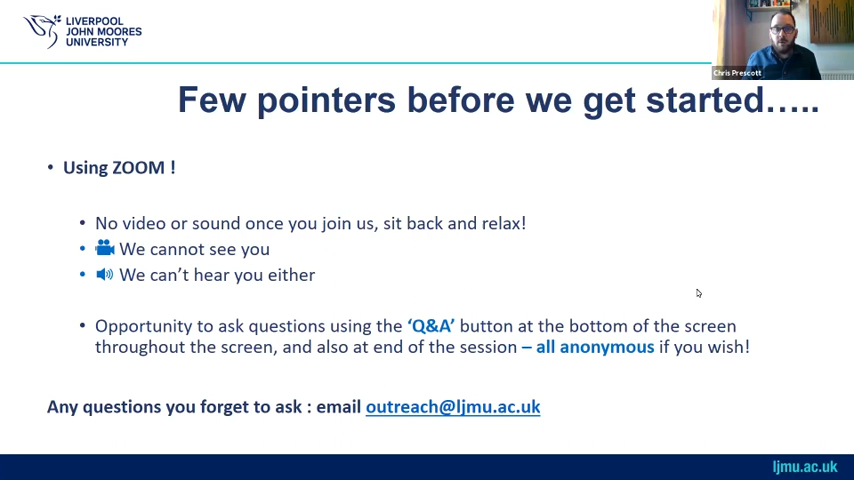 LIVERPOOL
JOHN MOORES
UNIVERSITY
Chris Prescott
Few pointers before we get started…..
• Using ZOOM !
• No video or sound once you join us, sit back and relax!
• We cannot see you
• We can’t hear you either
• Opportunity to ask questions using the ‘Q&A’ button at the bottom of the screen
throughout the screen, and also at end of the session – all anonymous if you wish!
Any questions you forget to ask : email outreach@ljmu.ac.uk
ljmu.ac.uk